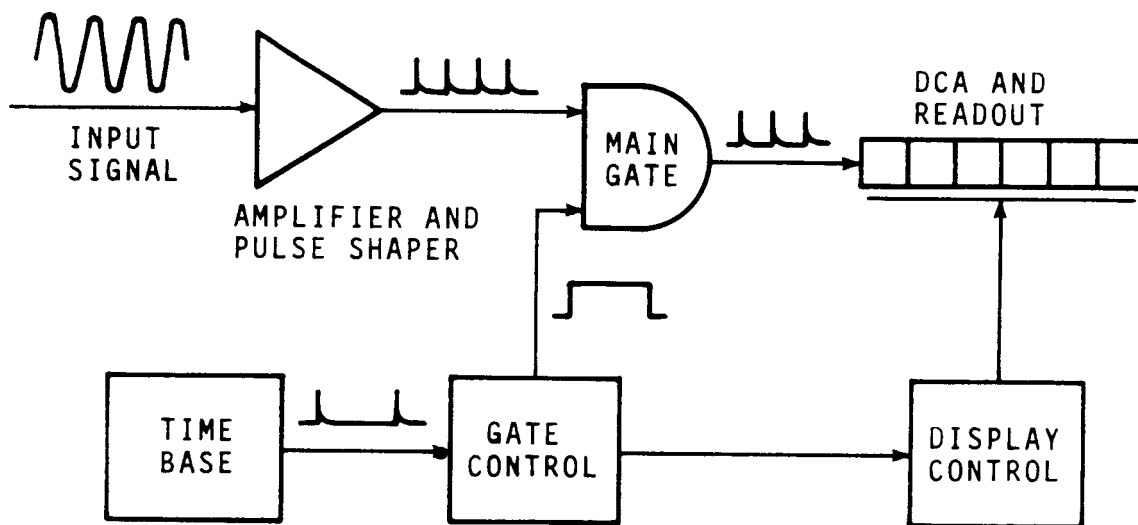 INPUT
SIGNAL
AMPLIFIER AND
PULSE SHAPER
MAIN
GATE
DCA AND
READOUT
TIME
BASE
GATE
CONTROL
DISPLAY
CONTROL